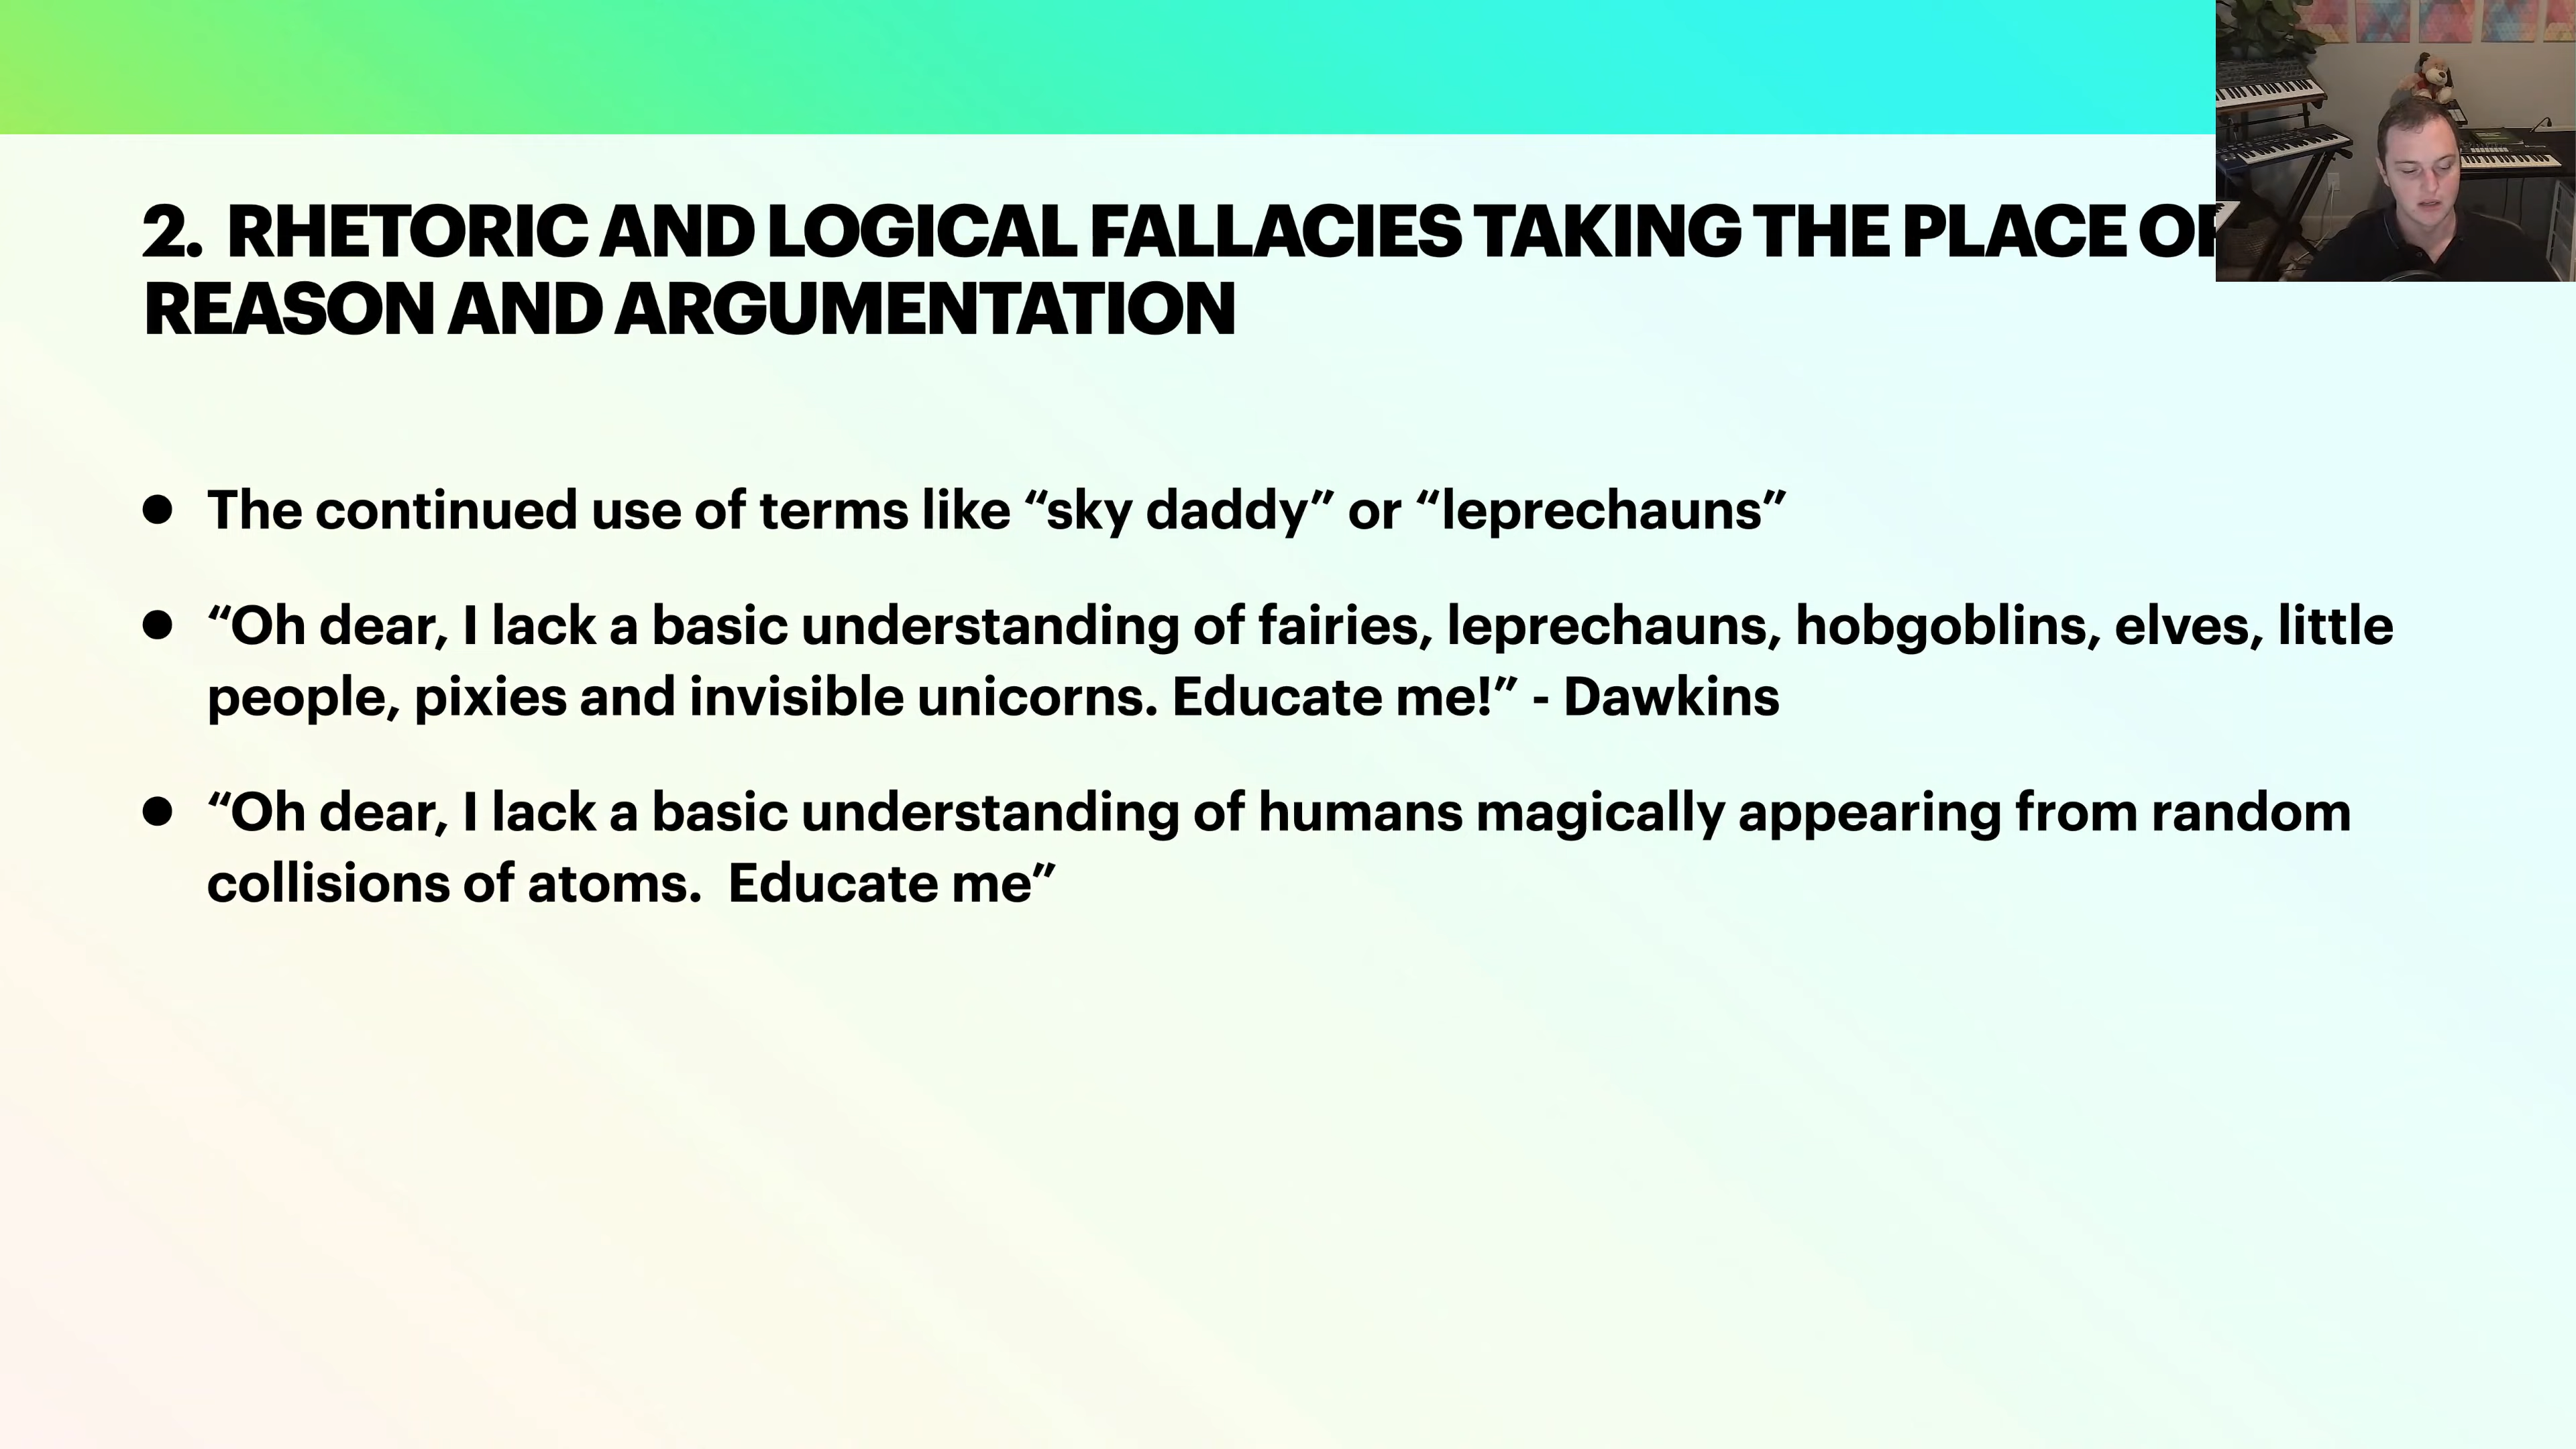 2. RHETORIC AND LOGICAL FALLACIES TAKING THE PLACE
REASON AND ARGUMENTATION
● The continued use of terms like “sky daddy” or “leprechauns”
● “Oh dear, I lack a basic understanding of fairies, leprechauns, hobgoblins, elves, little
people, pixies and invisible unicorns. Educate me!” - Dawkins
● “Oh dear, I lack a basic understanding of humans magically appearing from random
collisions of atoms.  Educate me”